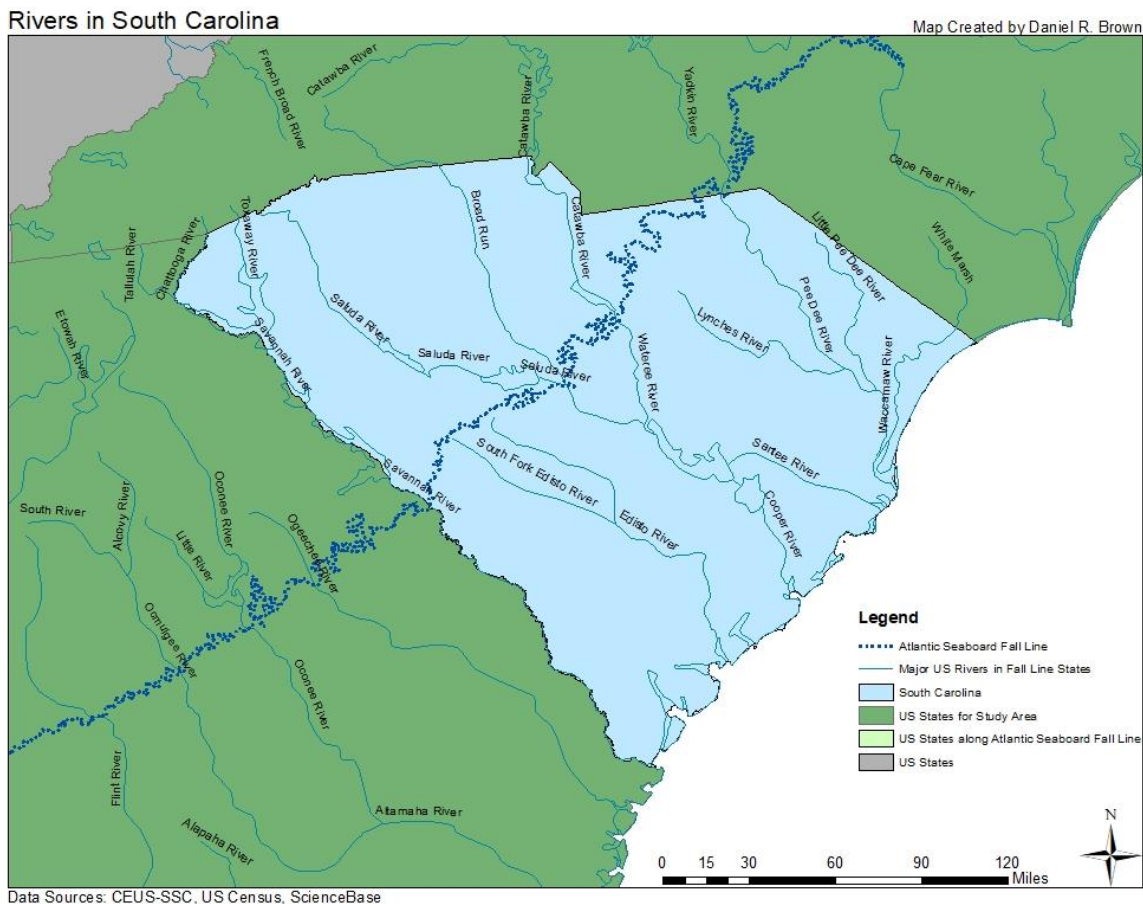 Rivers in South Carolina
Map Created by Daniel R. Brown
French Broad River
Catawba River
Catawba River
Yadkin River
Cape Fear River
White Marsh
Little Pee Dee River
Pee Dee River
Lynches River
Waccamaw River
Catawba River
Broad Run
Toxaway River
Chattooga River
Tallulah River
Etowah River
Savagnah River
Saluda River
Saluda River
Saluda River
Wateree River
Santee River
Cooper River
South Fork Edisto River
Edisto River
Savannah River
Oconee River
Ogeechee River
South River
Alcovy River
Little River
Ocmulgee River
Oconee River
Flint River
Alapaha River
Altamaha River
Legend
Atlantic Seaboard Fall Line
Major US Rivers in Fall Line States
South Carolina
US States for Study Area
US States along Atlantic Seaboard Fall Line
US States
N
0 15 30 60 90 120
Miles
Data Sources: CEUS-SSC, US Census, ScienceBase